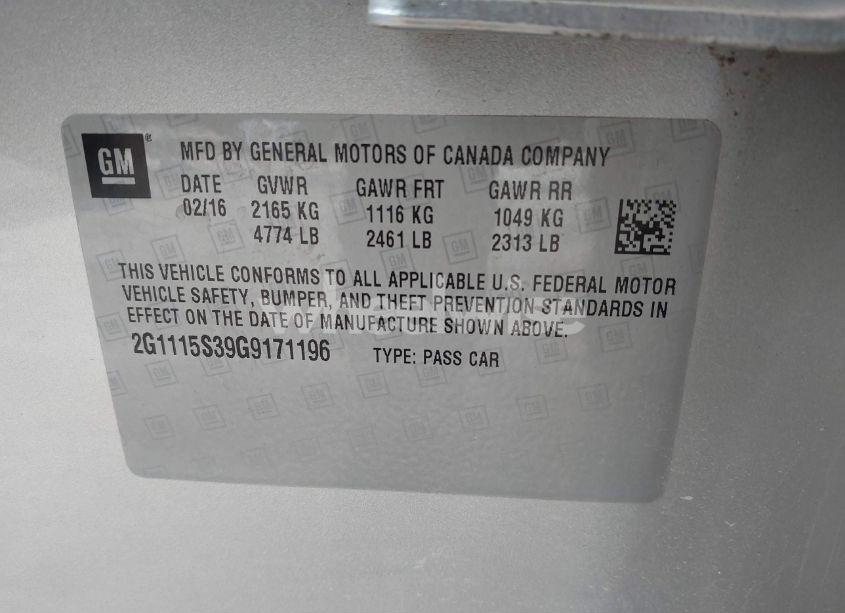 GM
MFD BY GENERAL MOTORS OF CANADA COMPANY
DATE GVWR GAWR FRT GAWR RR
02/16 2165 KG 1116 KG 1049 KG
4774 LB 2461 LB 2313 LB
THIS VEHICLE CONFORMS TO ALL APPLICABLE U.S. FEDERAL MOTOR
VEHICLE SAFETY, BUMPER, AND THEFT PREVENTION STANDARDS IN
EFFECT ON THE DATE OF MANUFACTURE SHOWN ABOVE.
2G1115S39G9171196 TYPE: PASS CAR